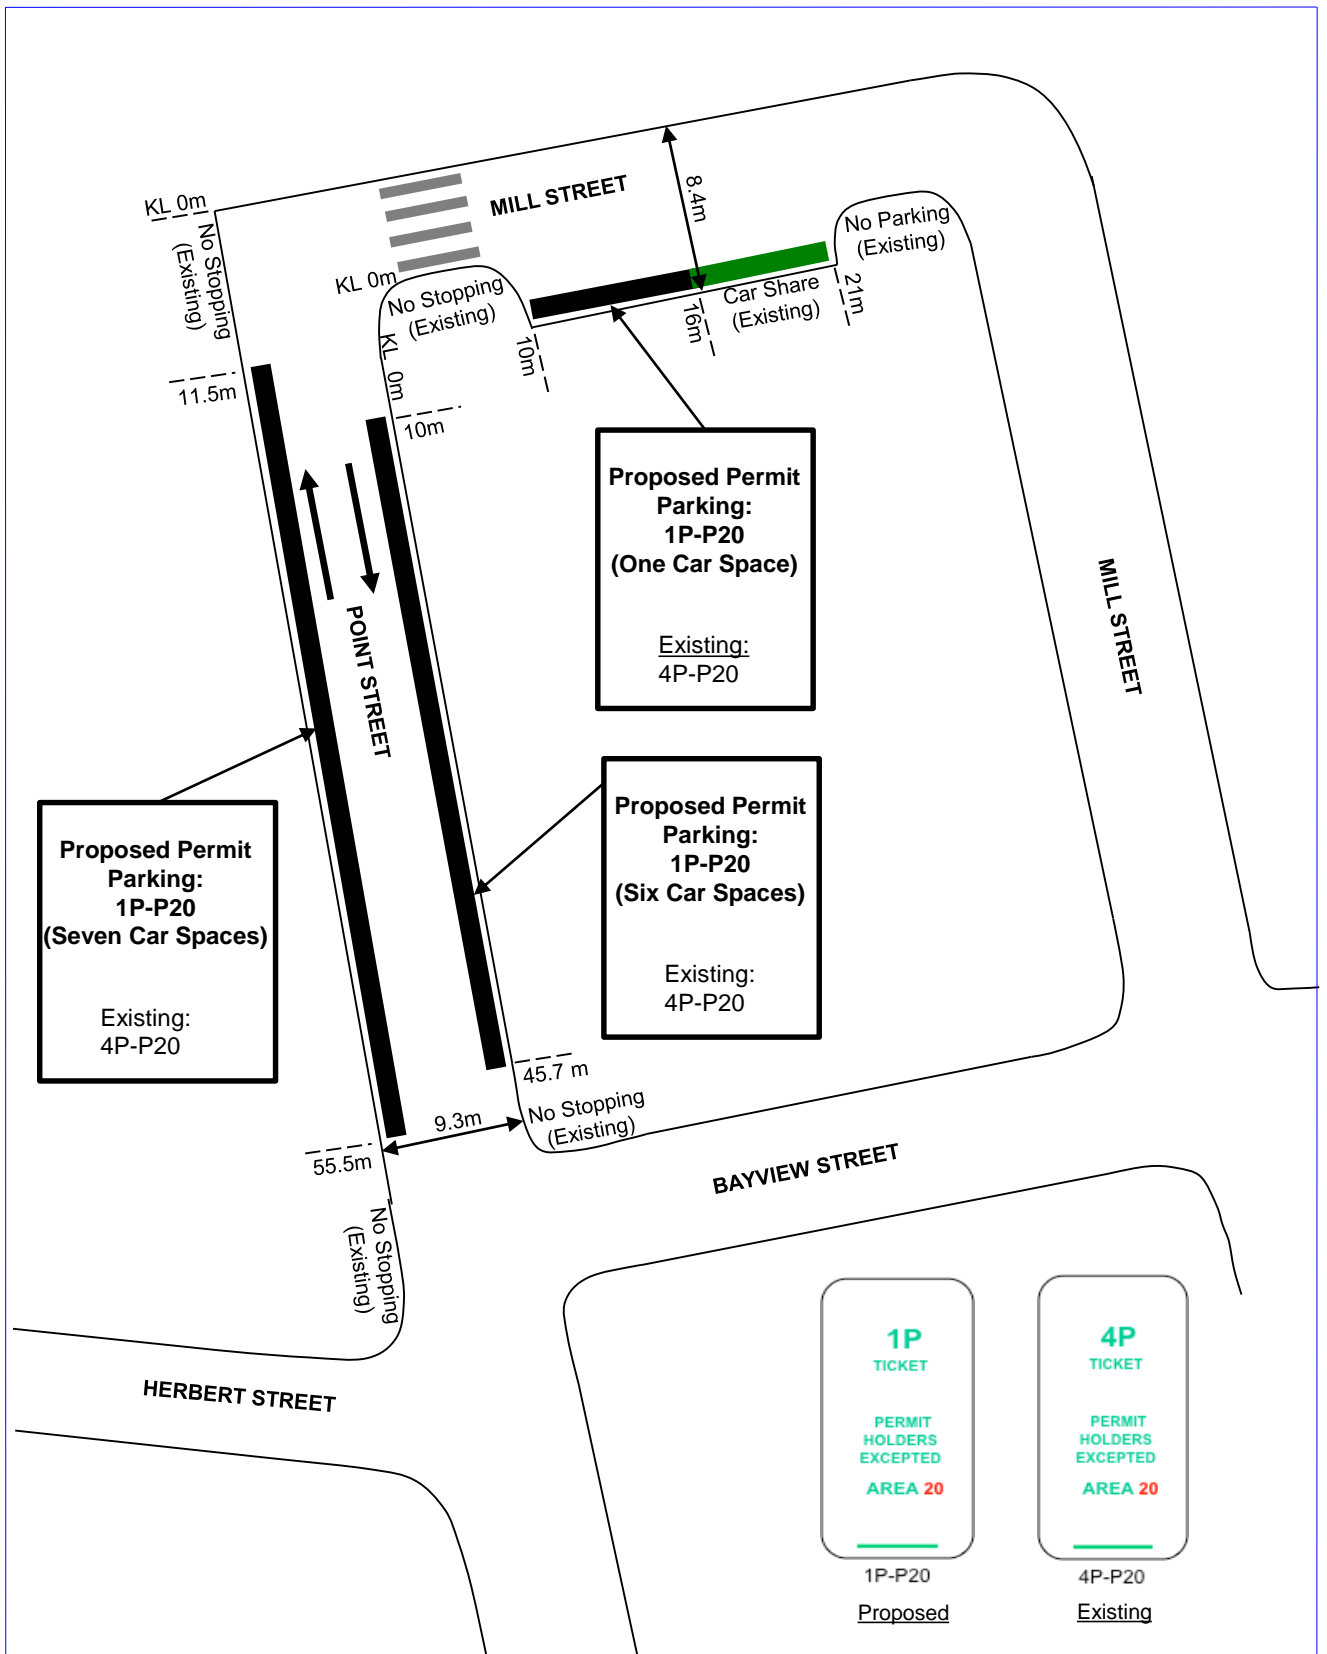 KL 0m
No Stopping
(Existing)
MILL STREET
8.4m
No Parking
(Existing)
KL 0m
No Stopping
(Existing)
Car Share
(Existing)
21m
16m
10m
KL 0m
11.5m
10m
Proposed Permit
Parking:
1P-P20
(One Car Space)
Existing:
4P-P20
MILL STREET
POINT STREET
Proposed Permit
Parking:
1P-P20
(Six Car Spaces)
Existing:
4P-P20
Proposed Permit
Parking:
1P-P20
(Seven Car Spaces)
Existing:
4P-P20
45.7 m
9.3m
No Stopping
(Existing)
55.5m
BAYVIEW STREET
No Stopping
(Existing)
HERBERT STREET
1P
TICKET
PERMIT
HOLDERS
EXCEPTED
AREA 20
1P-P20
Proposed
4P
TICKET
PERMIT
HOLDERS
EXCEPTED
AREA 20
4P-P20
Existing